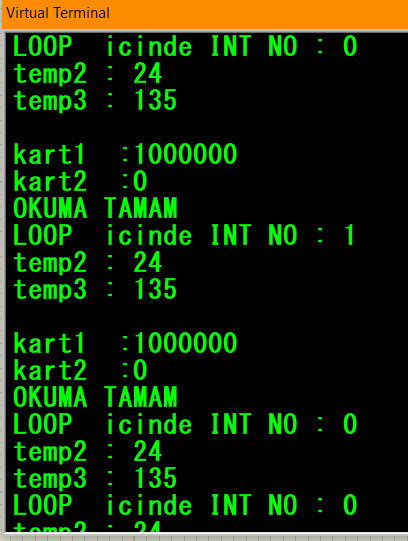 Virtual Terminal
LOOP  icinde INT NO : 0
temp2 : 24
temp3 : 135
kart1  :1000000
kart2  :0
OKUMA TAMAM
LOOP  icinde INT NO : 1
temp2 : 24
temp3 : 135
kart1  :1000000
kart2  :0
OKUMA TAMAM
LOOP  icinde INT NO : 0
temp2 : 24
temp3 : 135
LOOP  icinde INT NO : 0
temp2 : 24